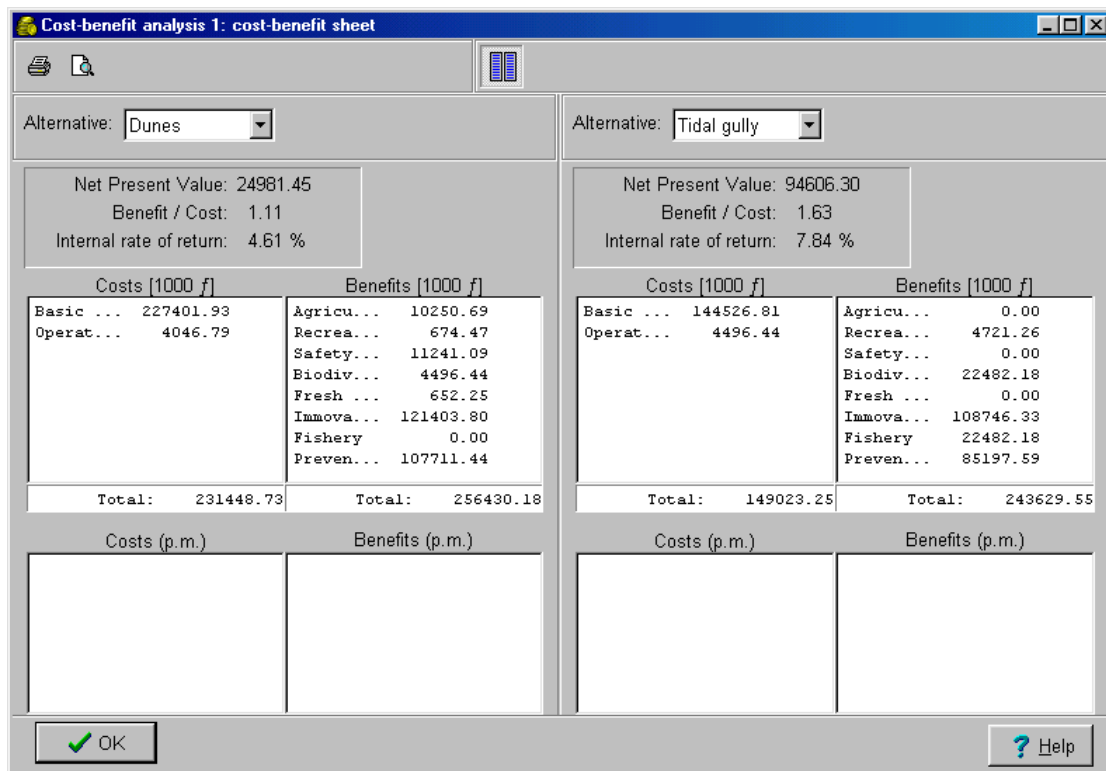 Cost-benefit analysis 1: cost-benefit sheet
Alternative: Dunes
Net Present Value: 24981.45
Benefit / Cost: 1.11
Internal rate of return: 4.61 %
Costs [1000 ƒ]
Basic ... 227401.93
Operat... 4046.79
Total: 231448.73
Benefits [1000 ƒ]
Agricu... 10250.69
Recrea... 674.47
Safety... 11241.09
Biodiv... 4496.44
Fresh ... 652.25
Immova... 121403.80
Fishery 0.00
Preven... 107711.44
Total: 256430.18
Costs (p.m.)
Benefits (p.m.)
Alternative: Tidal gully
Net Present Value: 94606.30
Benefit / Cost: 1.63
Internal rate of return: 7.84 %
Costs [1000 ƒ]
Basic ... 144526.81
Operat... 4496.44
Total: 149023.25
Benefits [1000 ƒ]
Agricu... 0.00
Recrea... 4721.26
Safety... 0.00
Biodiv... 22482.18
Fresh ... 0.00
Immova... 108746.33
Fishery 22482.18
Preven... 85197.59
Total: 243629.55
Costs (p.m.)
Benefits (p.m.)
OK
? Help